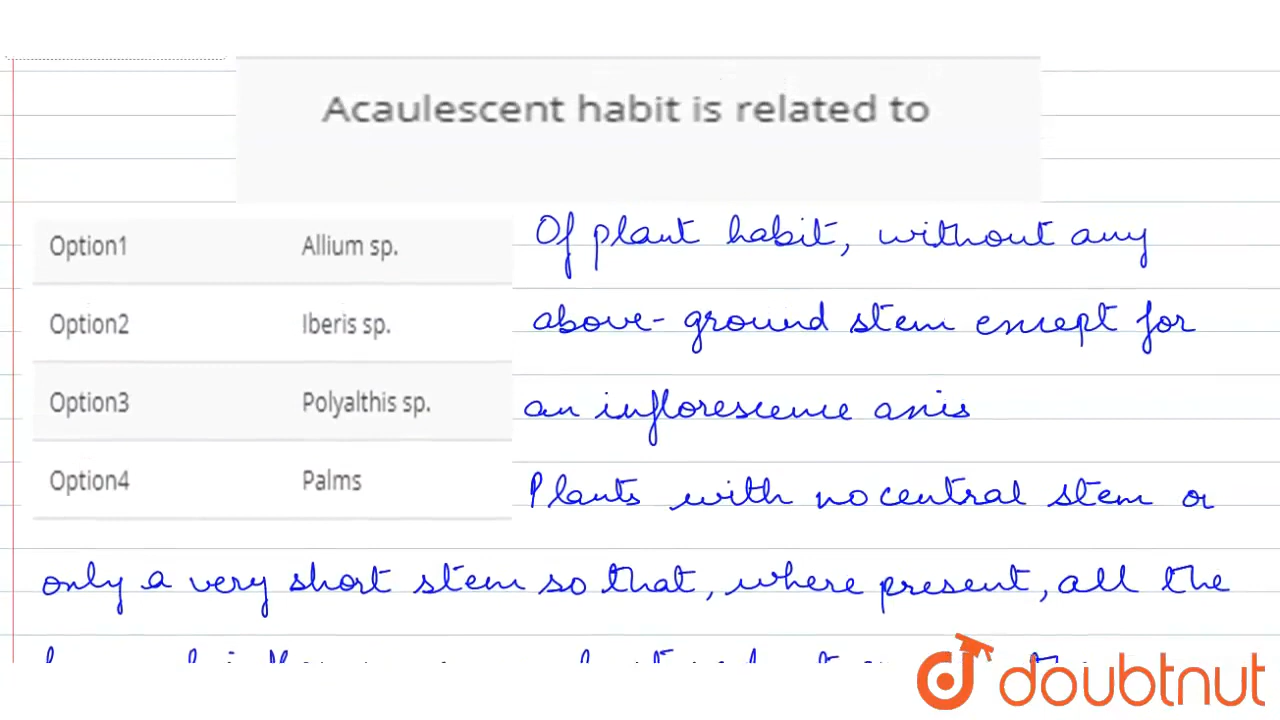 Acaulescent habit is related to
Option1 Allium sp.
Of plant habit, without any
Option2 Iberis sp.
above-ground stem except for
Option3 Polyalthis sp.
an inflorescence axis
Option4 Palms
Plants with no central stem or
only a very short stem so that, where present, all the
doubtnut